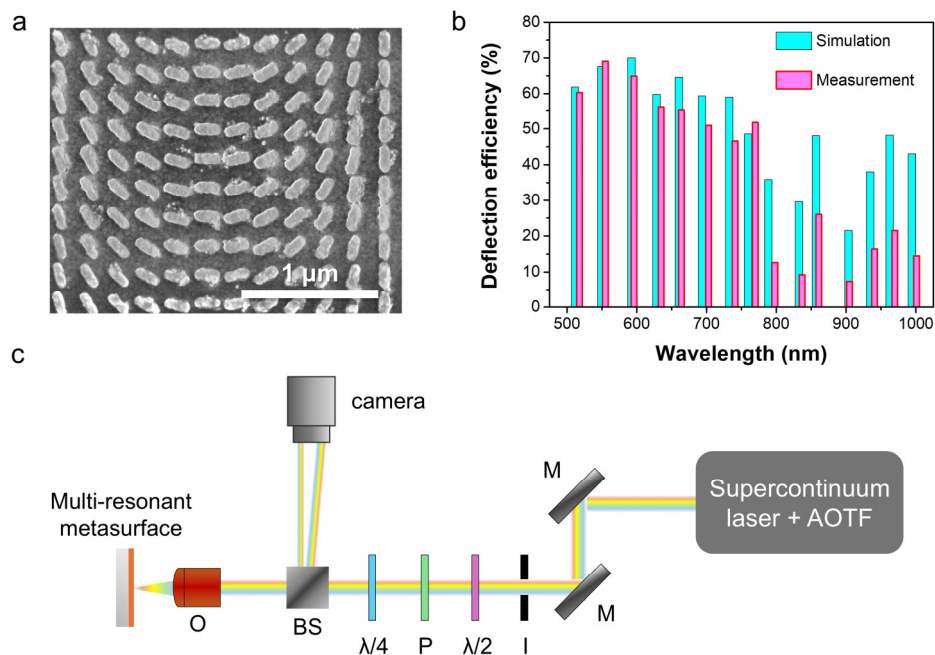 a
1 µm
b
Deflection efficiency (%)
80
70
60
50
40
30
20
10
0
Simulation
Measurement
500 600 700 800 900 1000
Wavelength (nm)
c
camera
Multi-resonant
metasurface
O
BS
λ/4
P
λ/2
I
M
M
Supercontinuum
laser + AOTF